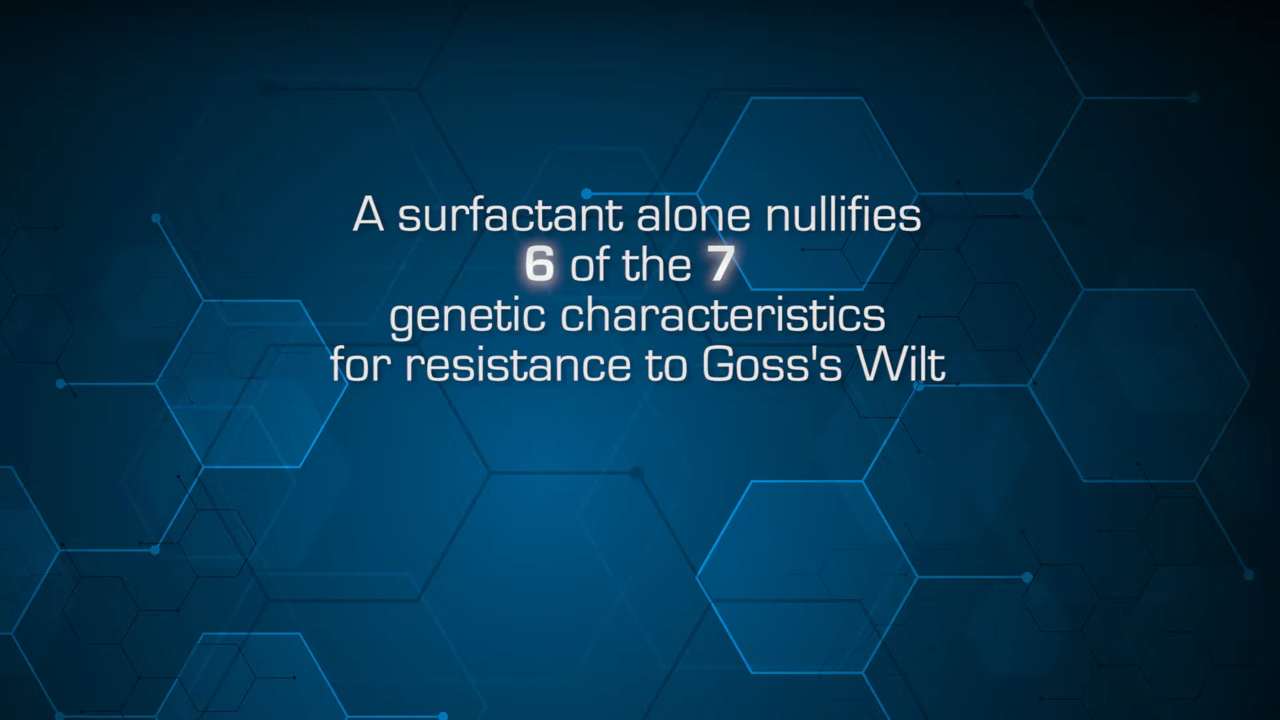 A surfactant alone nullifies
6 of the 7
genetic characteristics
for resistance to Goss's Wilt